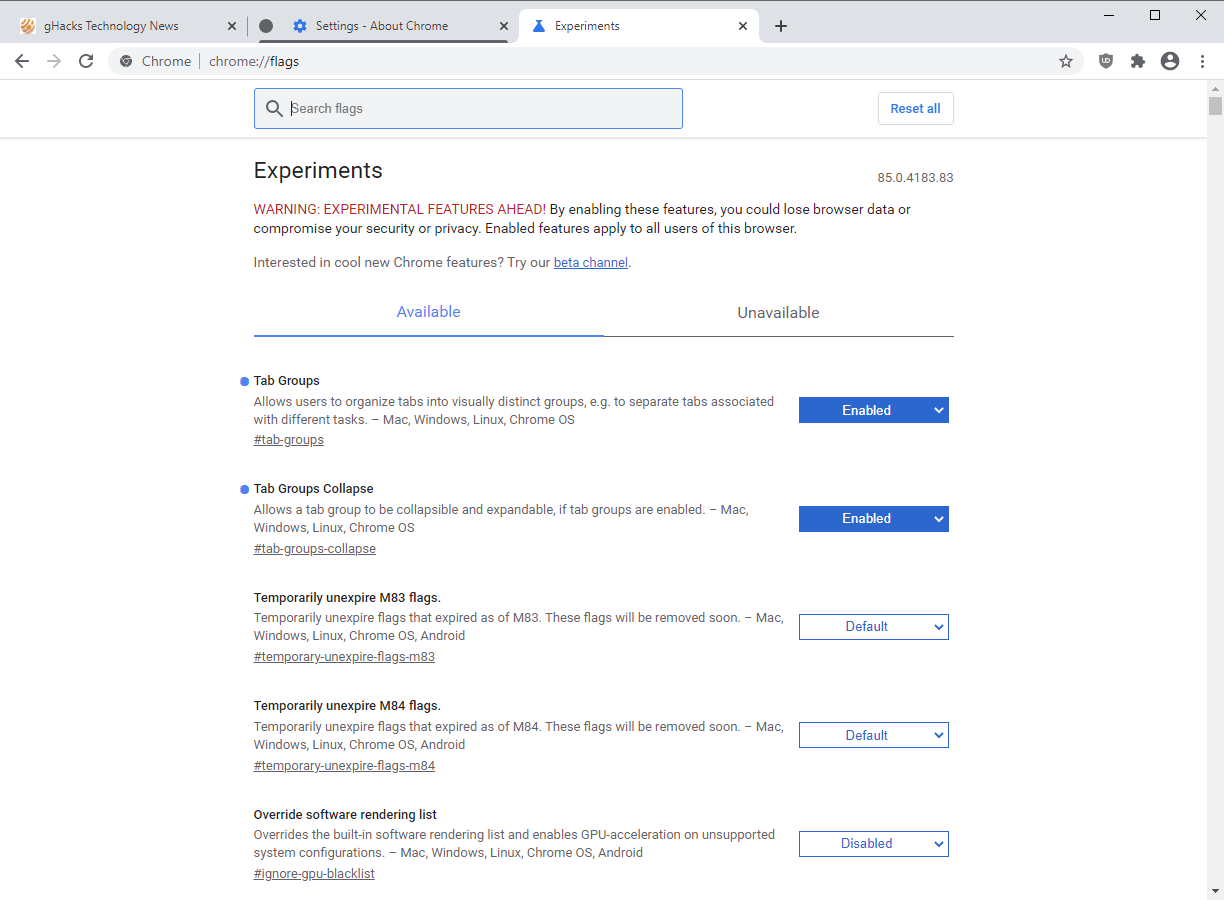 gHacks Technology News
Settings - About Chrome
Experiments
Chrome
chrome://flags
Search flags
Reset all
Experiments
85.0.4183.83
WARNING: EXPERIMENTAL FEATURES AHEAD! By enabling these features, you could lose browser data or
compromise your security or privacy. Enabled features apply to all users of this browser.
Interested in cool new Chrome features? Try our beta channel.
Available
Unavailable
Tab Groups
Allows users to organize tabs into visually distinct groups, e.g. to separate tabs associated
with different tasks. – Mac, Windows, Linux, Chrome OS
#tab-groups
Enabled
Tab Groups Collapse
Allows a tab group to be collapsible and expandable, if tab groups are enabled. – Mac,
Windows, Linux, Chrome OS
#tab-groups-collapse
Enabled
Temporarily unexpire M83 flags.
Temporarily unexpire flags that expired as of M83. These flags will be removed soon. – Mac,
Windows, Linux, Chrome OS, Android
#temporary-unexpire-flags-m83
Default
Temporarily unexpire M84 flags.
Temporarily unexpire flags that expired as of M84. These flags will be removed soon. – Mac,
Windows, Linux, Chrome OS, Android
#temporary-unexpire-flags-m84
Default
Override software rendering list
Overrides the built-in software rendering list and enables GPU-acceleration on unsupported
system configurations. – Mac, Windows, Linux, Chrome OS, Android
#ignore-gpu-blacklist
Disabled